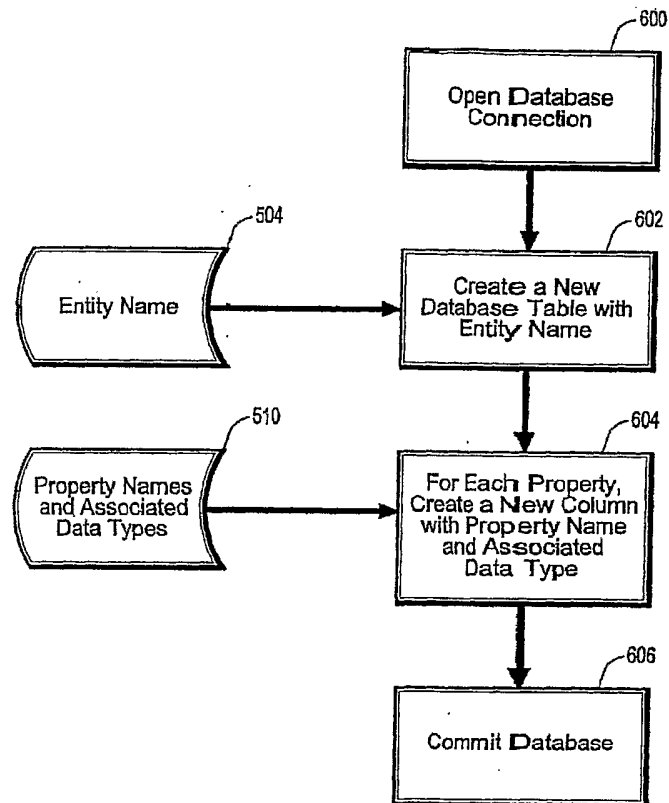 600
Open Database
Connection
602
504
Create a New
Database Table with
Entity Name
Entity Name
604
510
For Each Property,
Create a New Column
with Property Name
and Associated
Data Type
Property Names
and Associated
Data Types
606
Commit Database